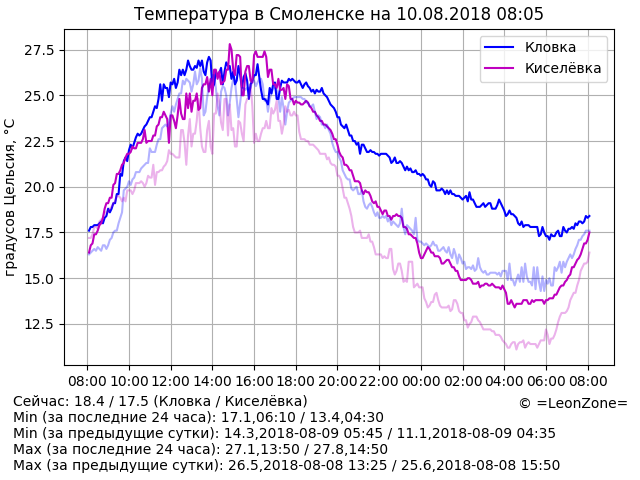 Температура в Смоленске на 10.08.2018 08:05
Кловка
Киселёвка
градусов Цельсия, °C
27.5
25.0
22.5
20.0
17.5
15.0
12.5
08:00 10:00 12:00 14:00 16:00 18:00 20:00 22:00 00:00 02:00 04:00 06:00 08:00
Сейчас: 18.4 / 17.5 (Кловка / Киселёвка)
© =LeonZone=
Min (за последние 24 часа): 17.1,06:10 / 13.4,04:30
Min (за предыдущие сутки): 14.3,2018-08-09 05:45 / 11.1,2018-08-09 04:35
Max (за последние 24 часа): 27.1,13:50 / 27.8,14:50
Max (за предыдущие сутки): 26.5,2018-08-08 13:25 / 25.6,2018-08-08 15:50